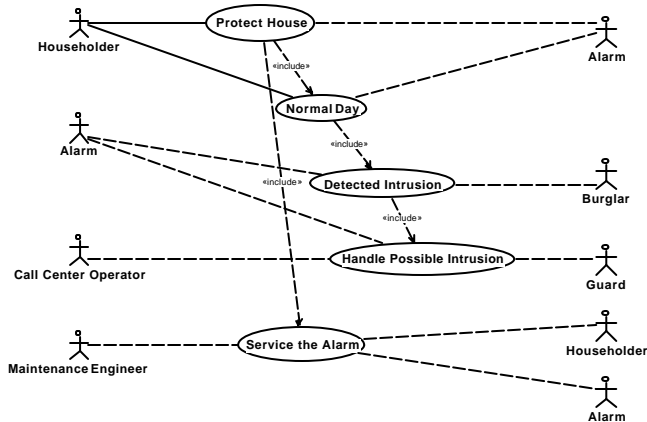 Protect House
Householder
Alarm
«include»
Normal Day
Alarm
«include»
Detected Intrusion
«include»
Burglar
«include»
Handle Possible Intrusion
Call Center Operator
Guard
Service the Alarm
Householder
Maintenance Engineer
Alarm